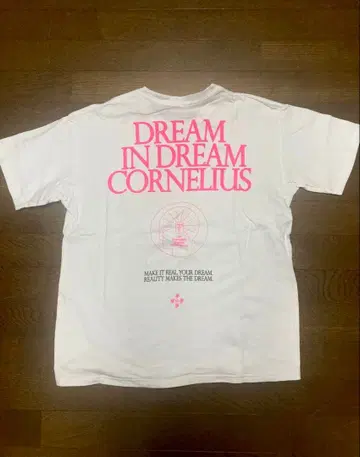 DREAM
IN DREAM
CORNELIUS
MAKE IT REAL, YOUR DREAM.
REALITY MAKES THE DREAM.